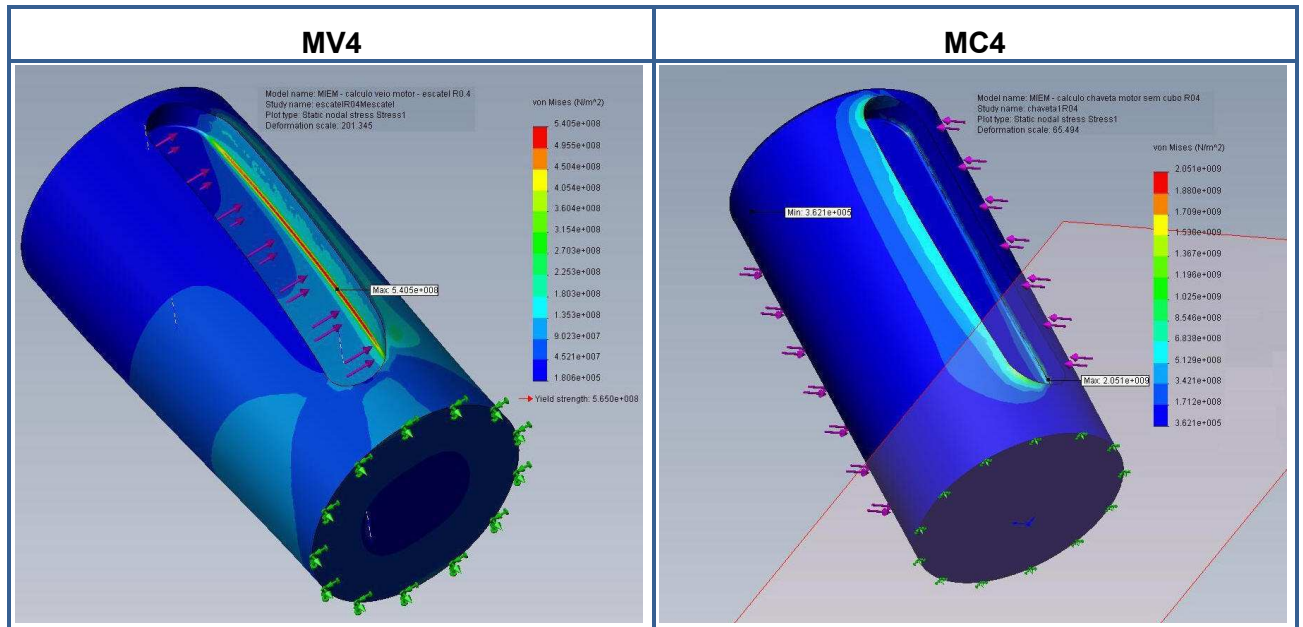 MV4
MC4
Model name: MIEM - calculo veio motor - escatel R0.4
Study name: escatelR04Mescatel
Plot type: Static nodal stress Stress1
Deformation scale: 201.345
von Mises (N/m^2)
5.405e+008
4.955e+008
4.504e+008
4.054e+008
3.604e+008
3.154e+008
2.703e+008
2.253e+008
1.803e+008
1.353e+008
9.023e+007
4.521e+007
1.806e+005
Yield strength: 5.650e+008
Max: 5.405e+008
Model name: MIEM - calculo chaveta motor sem cubo R04
Study name: chaveta1R04
Plot type: Static nodal stress Stress1
Deformation scale: 65.494
von Mises (N/m^2)
2.051e+009
1.880e+009
1.709e+009
1.538e+009
1.367e+009
1.196e+009
1.025e+009
8.546e+008
6.838e+008
5.129e+008
3.421e+008
1.712e+008
3.621e+005
Min: 3.621e+005
Max: 2.051e+009